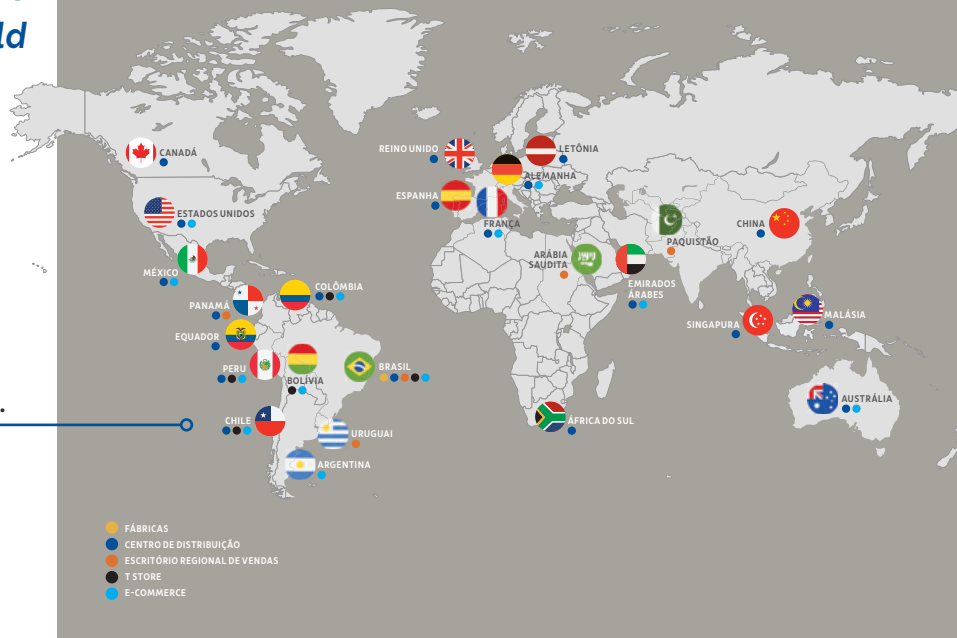 ld
REINO UNIDO
LETÔNIA
CANADÁ
ALEMANHA
ESPANHA
ESTADOS UNIDOS
FRANÇA
CHINA
PAQUISTÃO
ARÁBIA
SAUDITA
MÉXICO
EMIRADOS
ÁRABES
COLÔMBIA
PANAMÁ
MALÁSIA
SINGAPURA
EQUADOR
PERU
BRASIL
BOLÍVIA
AUSTRÁLIA
CHILE
ÁFRICA DO SUL
URUGUAI
ARGENTINA
FÁBRICAS
CENTRO DE DISTRIBUIÇÃO
ESCRITÓRIO REGIONAL DE VENDAS
T STORE
E-COMMERCE